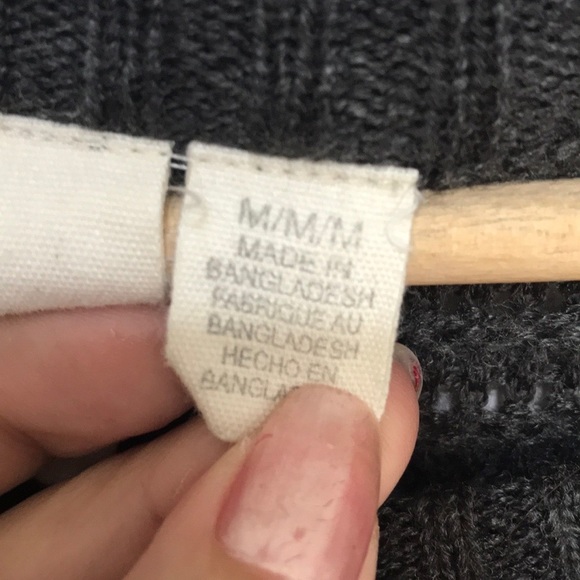 M/M/M
MADE IN
BANGLADESH
FABRIQUE AU
BANGLADESH
HECHO EN